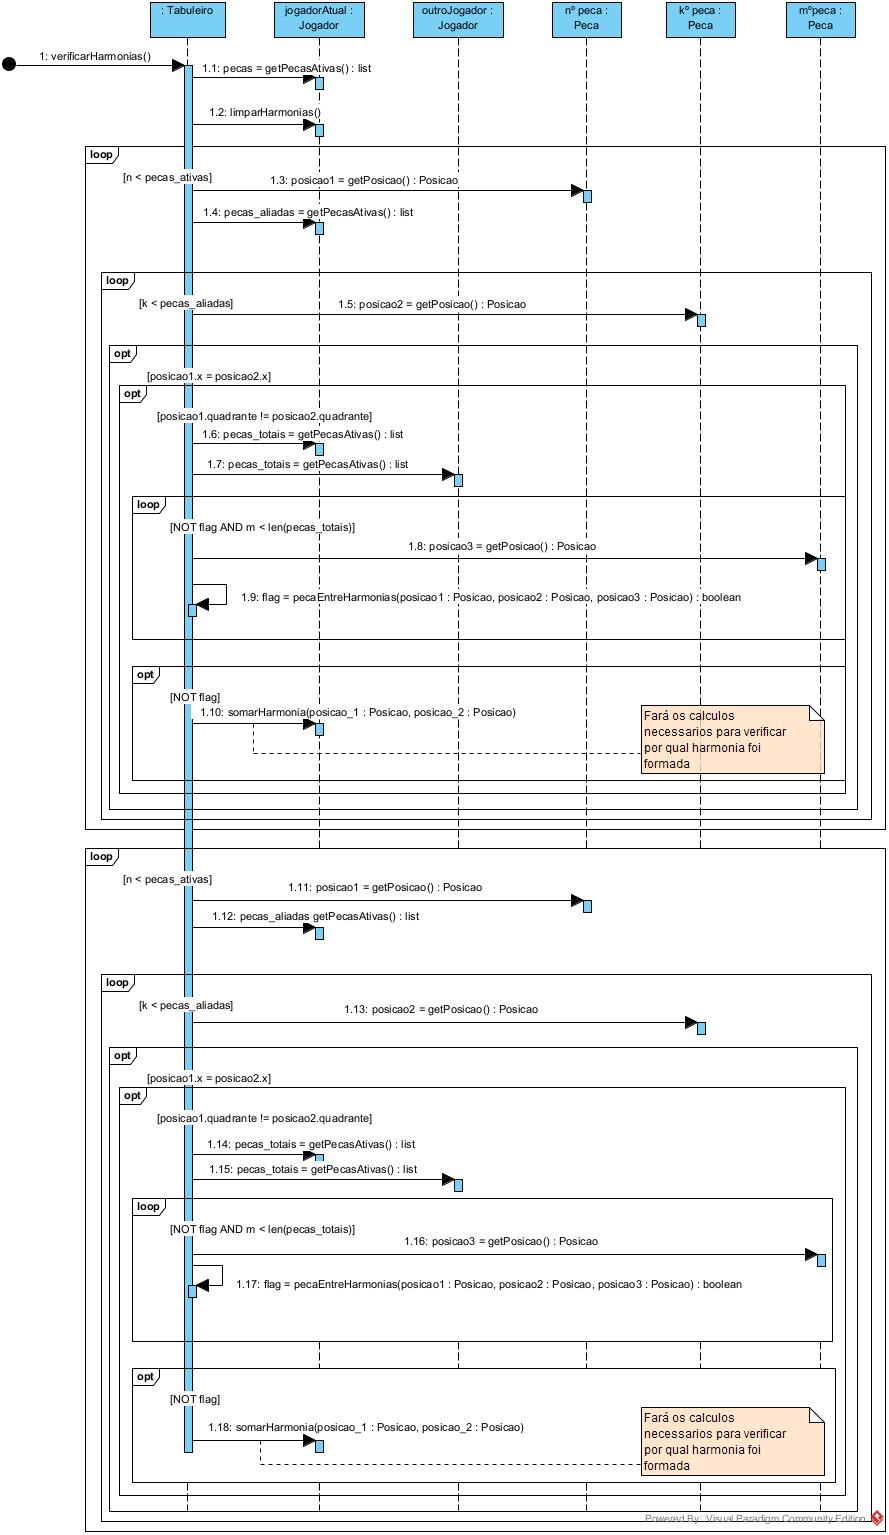 : Tabuleiro
jogadorAtual :
Jogador
outroJogador :
Jogador
nº peca :
Peca
kº peca :
Peca
mºpeca :
Peca
1: verificarHarmonias()
1.1: pecas = getPecasAtivas() : list
1.2: limparHarmonias()
loop
[n < pecas_ativas]
1.3: posicao1 = getPosicao() : Posicao
1.4: pecas_aliadas = getPecasAtivas() : list
loop
[k < pecas_aliadas]
1.5: posicao2 = getPosicao() : Posicao
opt
[posicao1.x = posicao2.x]
opt
[posicao1.quadrante != posicao2.quadrante]
1.6: pecas_totais = getPecasAtivas() : list
1.7: pecas_totais = getPecasAtivas() : list
loop
[NOT flag AND m < len(pecas_totais)]
1.8: posicao3 = getPosicao() : Posicao
1.9: flag = pecaEntreHarmonias(posicao1 : Posicao, posicao2 : Posicao, posicao3 : Posicao) : boolean
opt
[NOT flag]
1.10: somarHarmonia(posicao_1 : Posicao, posicao_2 : Posicao)
Fará os calculos
necessarios para verificar
por qual harmonia foi
formada
loop
[n < pecas_ativas]
1.11: posicao1 = getPosicao() : Posicao
1.12: pecas_aliadas getPecasAtivas() : list
loop
[k < pecas_aliadas]
1.13: posicao2 = getPosicao() : Posicao
opt
[posicao1.x = posicao2.x]
opt
[posicao1.quadrante != posicao2.quadrante]
1.14: pecas_totais = getPecasAtivas() : list
1.15: pecas_totais = getPecasAtivas() : list
loop
[NOT flag AND m < len(pecas_totais)]
1.16: posicao3 = getPosicao() : Posicao
1.17: flag = pecaEntreHarmonias(posicao1 : Posicao, posicao2 : Posicao, posicao3 : Posicao) : boolean
opt
[NOT flag]
1.18: somarHarmonia(posicao_1 : Posicao, posicao_2 : Posicao)
Fará os calculos
necessarios para verificar
por qual harmonia foi
formada
Powered By Visual Paradigm Community Edition